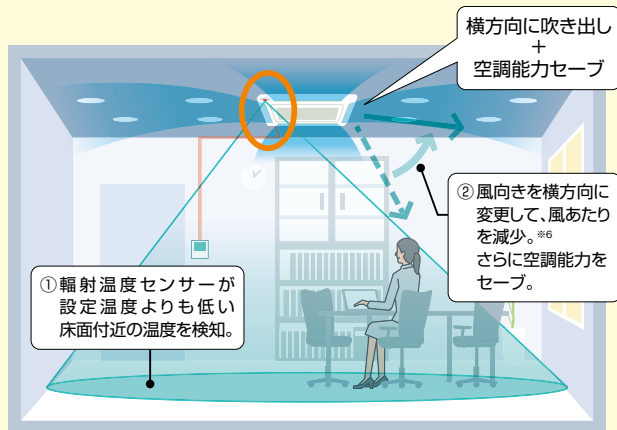 横方向に吹き出し
＋
空調能力セーブ
②風向きを横方向に
変更して、風あたり
を減少。※6
さらに空調能力を
セーブ。
①輻射温度センサーが
設定温度よりも低い
床面付近の温度を検知。